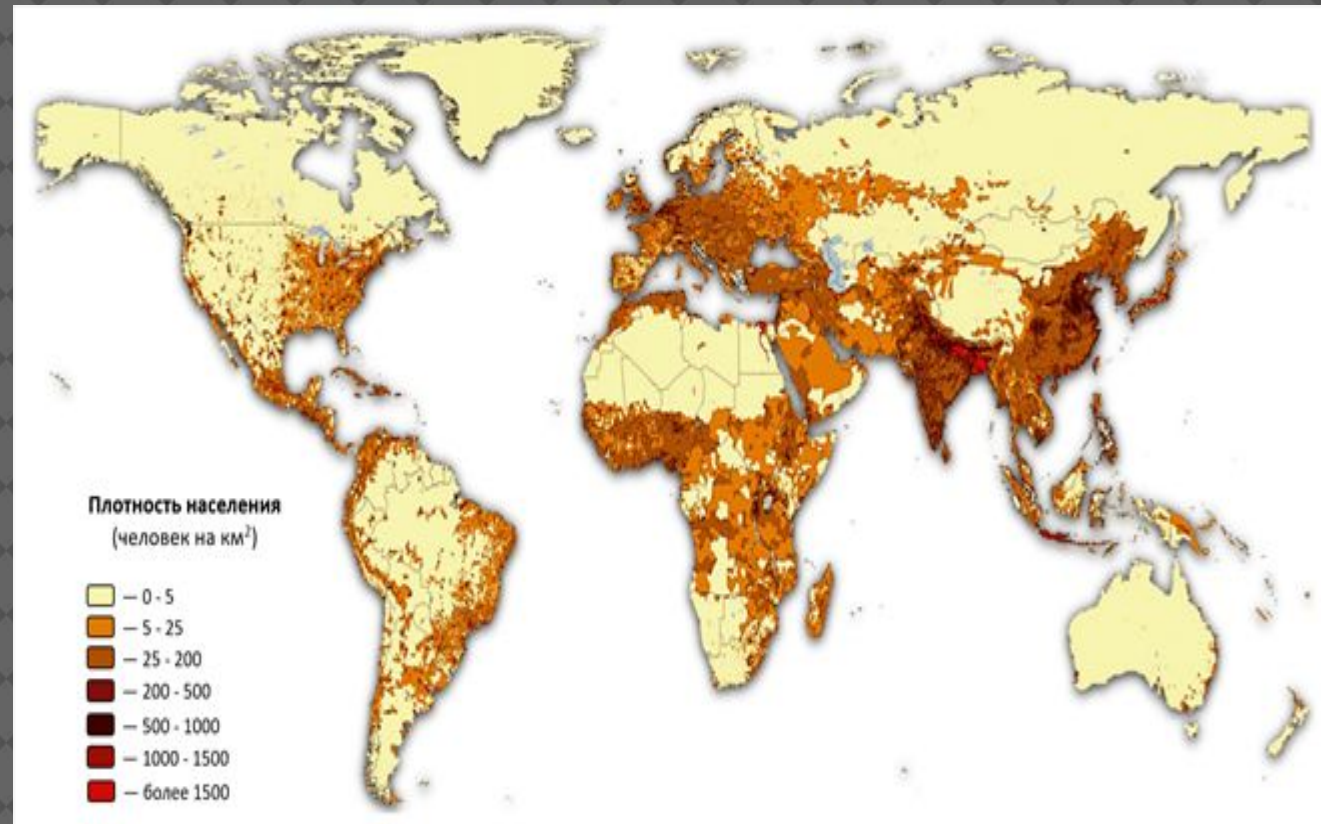 Плотность населения
(человек на км²)
— 0 - 5
— 5 - 25
— 25 - 200
— 200 - 500
— 500 - 1000
— 1000 - 1500
— более 1500